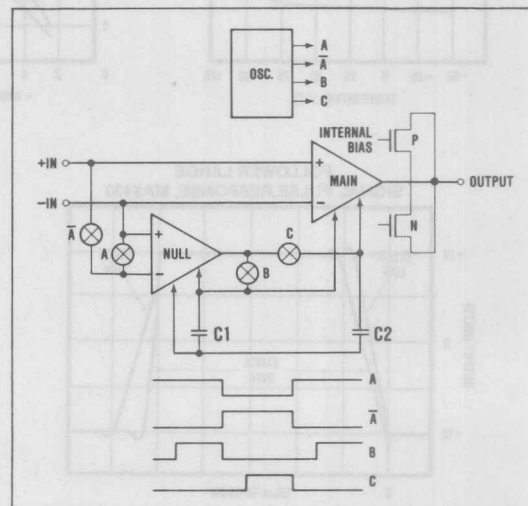 A
Ā
B
C
OSC.
INTERNAL
BIAS
P
+IN
+
MAIN
−
OUTPUT
−IN
N
Ā
A
+
NULL
−
C
B
C1
C2
A
Ā
B
C